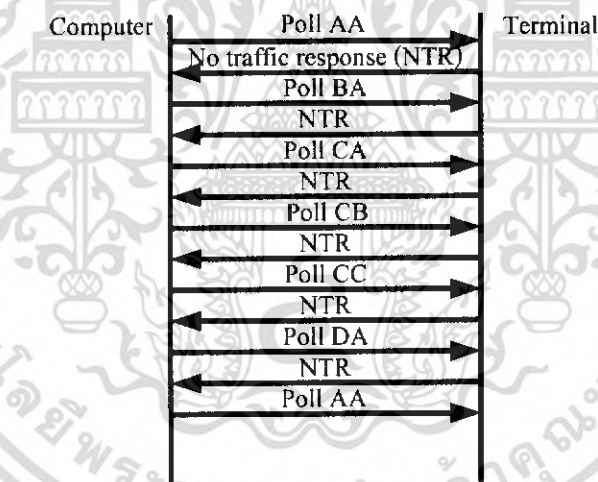 Computer
Poll AA
Terminal
No traffic response (NTR)
Poll BA
NTR
Poll CA
NTR
Poll CB
NTR
Poll CC
NTR
Poll DA
NTR
Poll AA